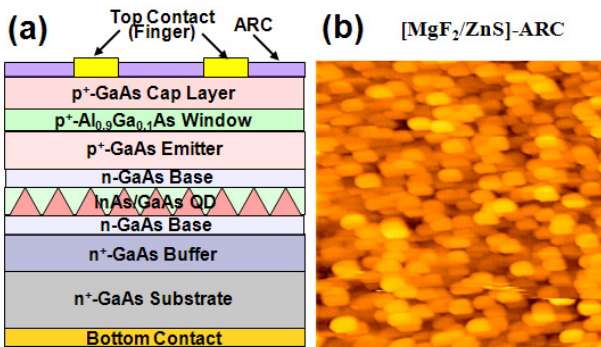 (a)
Top Contact
(Finger)
ARC
p⁺-GaAs Cap Layer
p⁺-Al₀.₉Ga₀.₁As Window
p⁺-GaAs Emitter
n-GaAs Base
InAs/GaAs QD
n-GaAs Base
n⁺-GaAs Buffer
n⁺-GaAs Substrate
Bottom Contact
(b)
[MgF₂/ZnS]-ARC